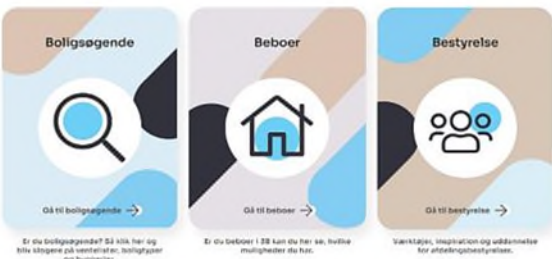 Boligsøgende
Gå til boligsøgende
Er du boligsøgende? Så klik her og
bliv klogere på ventelister, boligtyper
Beboer
Gå til beboer
Er du beboer i 3B kan du her se, hvilke
muligheder du har.
Bestyrelse
Gå til bestyrelse
Værktøjer, inspiration og uddannelse
for afdelingsbestyrelser.